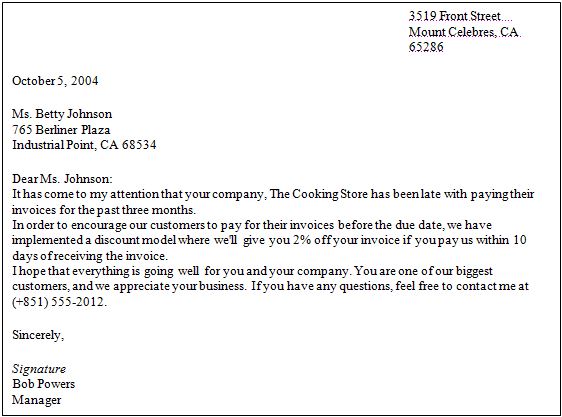 3519 Front Street
Mount Celebres, CA
65286
October 5, 2004
Ms. Betty Johnson
765 Berliner Plaza
Industrial Point, CA 68534
Dear Ms. Johnson:
It has come to my attention that your company, The Cooking Store has been late with paying their
invoices for the past three months.
In order to encourage our customers to pay for their invoices before the due date, we have
implemented a discount model where we'll give you 2% off your invoice if you pay us within 10
days of receiving the invoice.
I hope that everything is going well for you and your company. You are one of our biggest
customers, and we appreciate your business. If you have any questions, feel free to contact me at
(+851) 555-2012.
Sincerely,
Signature
Bob Powers
Manager